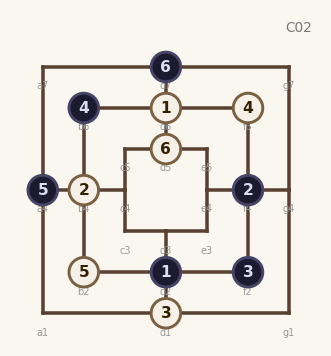 C02
6
a7 d7 g7
4 1 4
b6 d6 f6
6
c5 d5 e5
5 2 2
a4 b4 c4 e4 f4 g4
c3 d3 e3
5 1 3
b2 d2 f2
3
a1 d1 g1